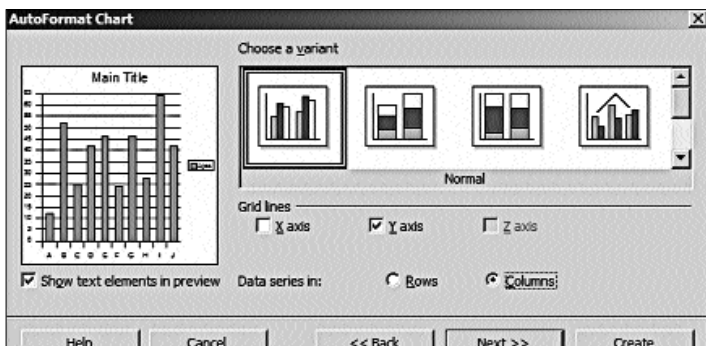 AutoFormat Chart
Choose a variant
Main Title
A B C D E F G H I J
Normal
Grid lines
X axis Y axis Z axis
Show text elements in preview
Data series in: Rows Columns
Help Cancel << Back Next >> Create